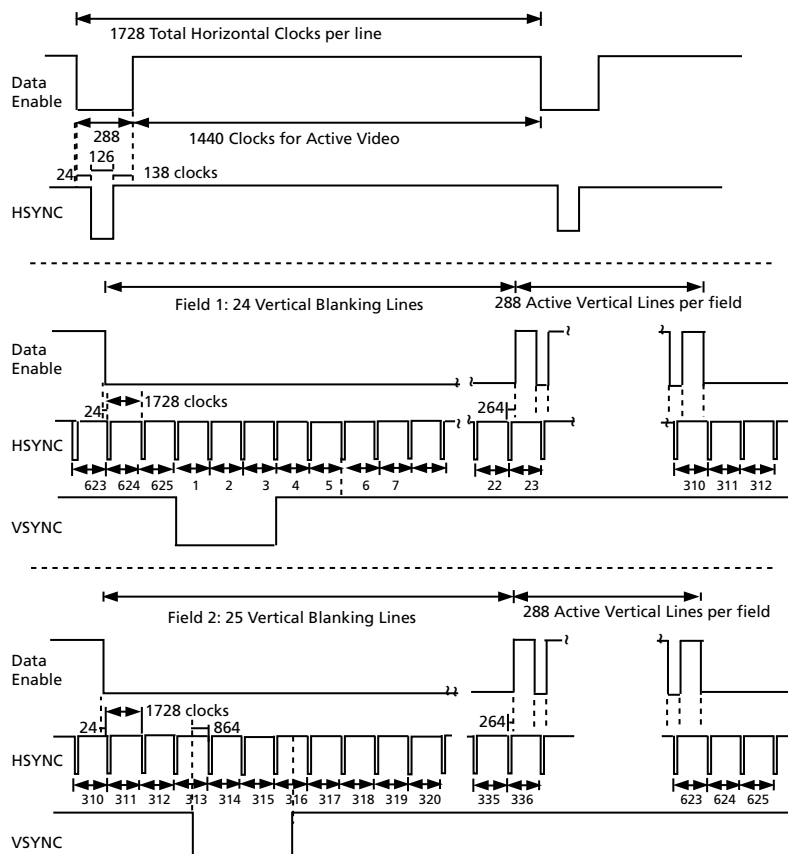 1728 Total Horizontal Clocks per line
Data
Enable
288
1440 Clocks for Active Video
126
24
138 clocks
HSYNC
Field 1: 24 Vertical Blanking Lines
288 Active Vertical Lines per field
Data
Enable
24
1728 clocks
264
HSYNC
623 624 625 1 2 3 4 5 6 7 22 23 310 311 312
VSYNC
Field 2: 25 Vertical Blanking Lines
288 Active Vertical Lines per field
Data
Enable
24
1728 clocks
864
264
HSYNC
310 311 312 313 314 315 316 317 318 319 320 335 336 623 624 625
VSYNC